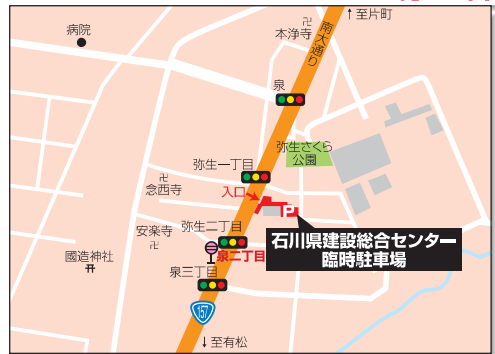 ↑至片町
病院
本浄寺
南大通り
泉
弥生さくら
公園
弥生一丁目
念西寺
入口
P
安楽寺
弥生二丁目
石川県建設総合センター
臨時駐車場
國造神社
泉二丁目
泉三丁目
157
↓至有松